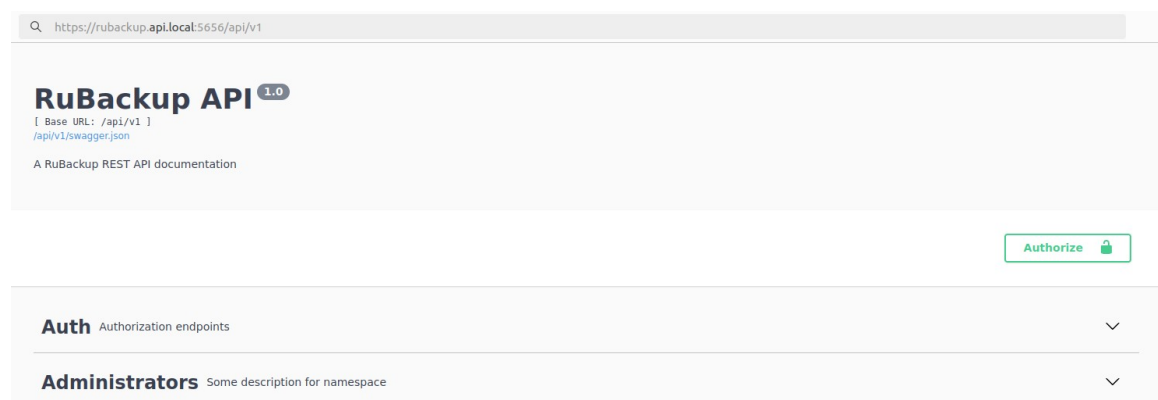 https://rubackup.api.local:5656/api/v1
RuBackup API 1.0
[ Base URL: /api/v1 ]
/api/v1/swagger.json
A RuBackup REST API documentation
Authorize
Auth Authorization endpoints
Administrators Some description for namespace